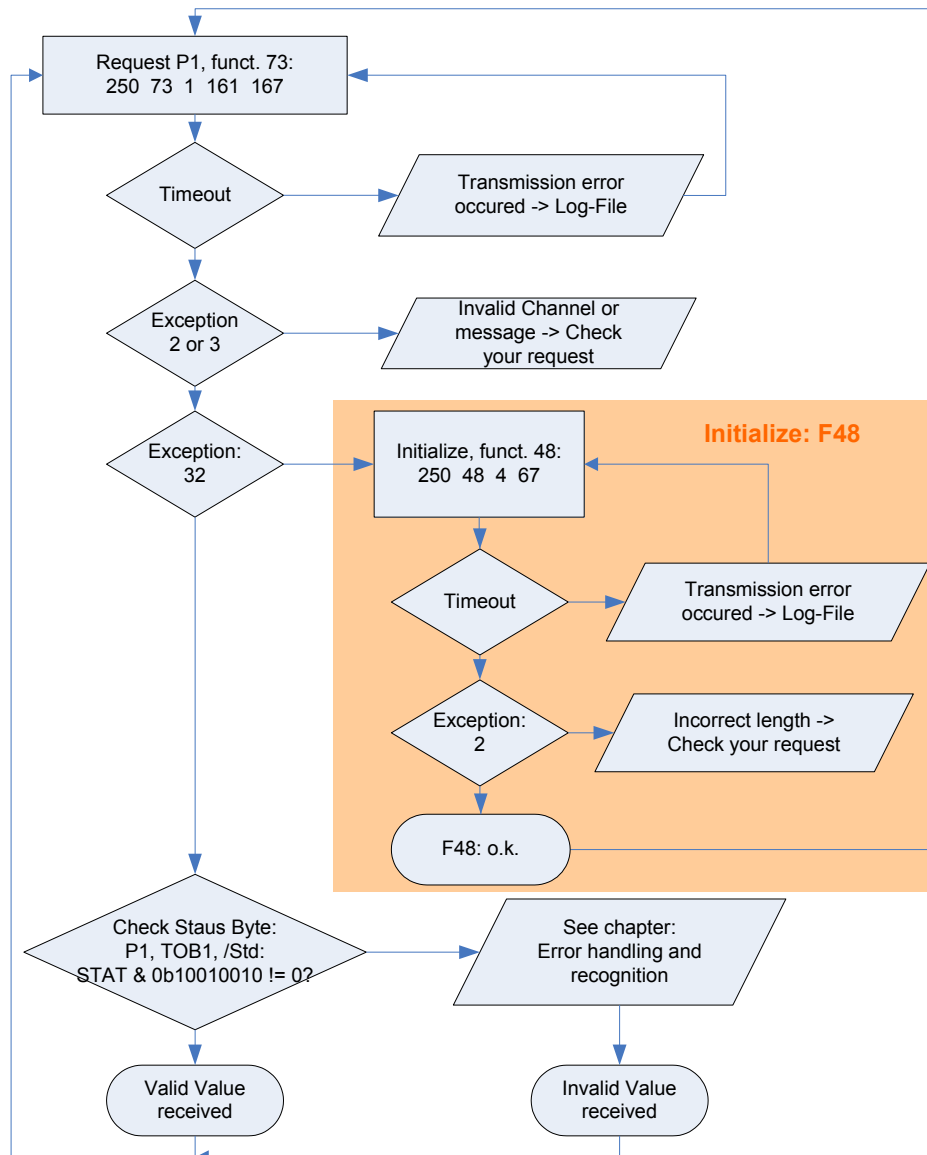 Request P1, funct. 73:
250 73 1 161 167
Timeout
Transmission error
occured -> Log-File
Exception
2 or 3
Invalid Channel or
message -> Check
your request
Exception:
32
Initialize: F48
Initialize, funct. 48:
250 48 4 67
Timeout
Transmission error
occured -> Log-File
Exception:
2
Incorrect length ->
Check your request
F48: o.k.
Check Staus Byte:
P1, TOB1, /Std:
STAT & 0b10010010 != 0?
See chapter:
Error handling and
recognition
Valid Value
received
Invalid Value
received